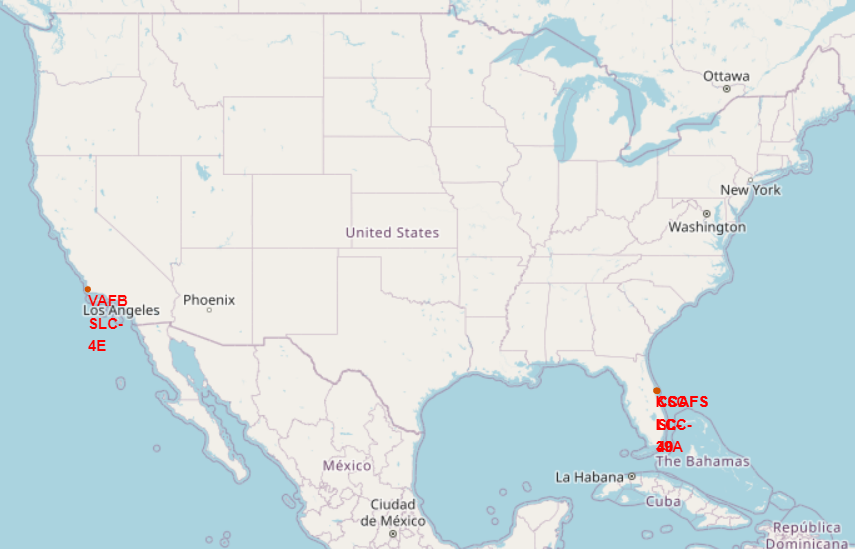 Ottawa
New York
Washington
United States
VAFB
SLC-
4E
Los Angeles
Phoenix
México
La Habana
The Bahamas
Cuba
Ciudad
de México
República
Dominicana